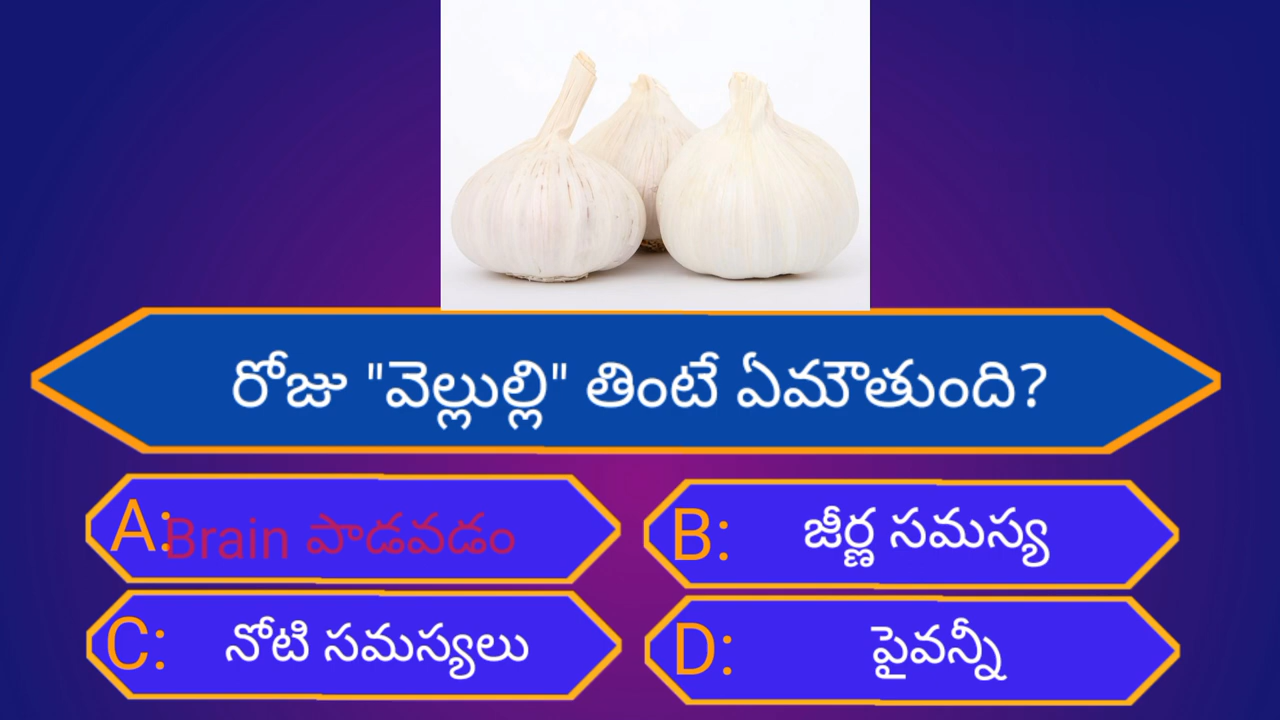 రోజు "వెల్లుల్లి" తింటే ఏమౌతుంది?
A: Brain పాడవడం
B: జీర్ణ సమస్య
C: నోటి సమస్యలు
D: పైవన్నీ